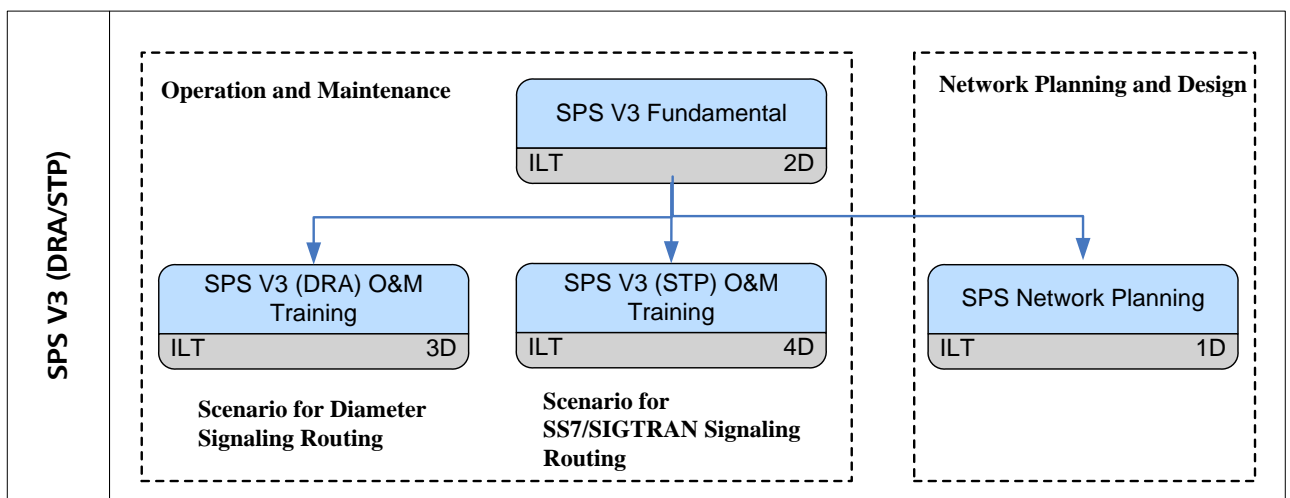 SPS V3 (DRA/STP)
Operation and Maintenance
SPS V3 Fundamental
ILT 2D
SPS V3 (DRA) O&M
Training
ILT 3D
Scenario for Diameter
Signaling Routing
SPS V3 (STP) O&M
Training
ILT 4D
Scenario for
SS7/SIGTRAN Signaling
Routing
Network Planning and Design
SPS Network Planning
ILT 1D